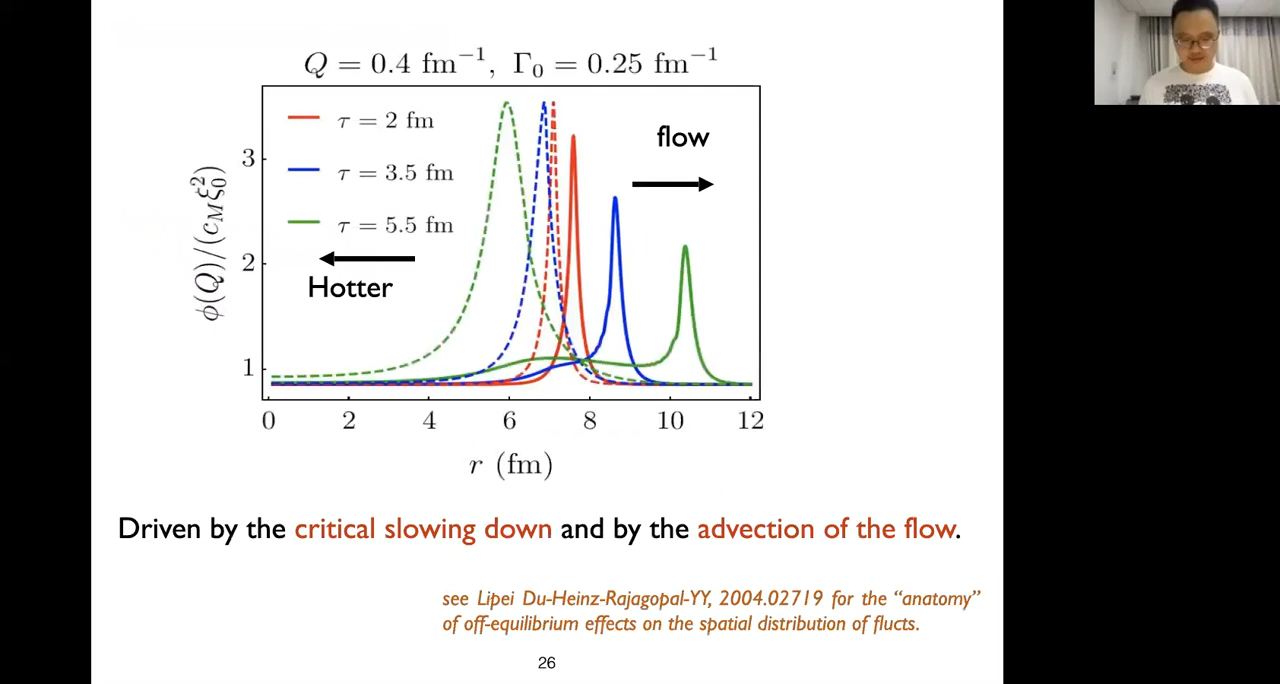 Q = 0.4 fm⁻¹, Γ₀ = 0.25 fm⁻¹
τ = 2 fm
τ = 3.5 fm
τ = 5.5 fm
flow
Hotter
ϕ(Q)/(c_M ξ₀²)
3
2
1
0 2 4 6 8 10 12
r (fm)
Driven by the critical slowing down and by the advection of the flow.
see Lipei Du-Heinz-Rajagopal-YY, 2004.02719 for the “anatomy”
of off-equilibrium effects on the spatial distribution of flucts.
26